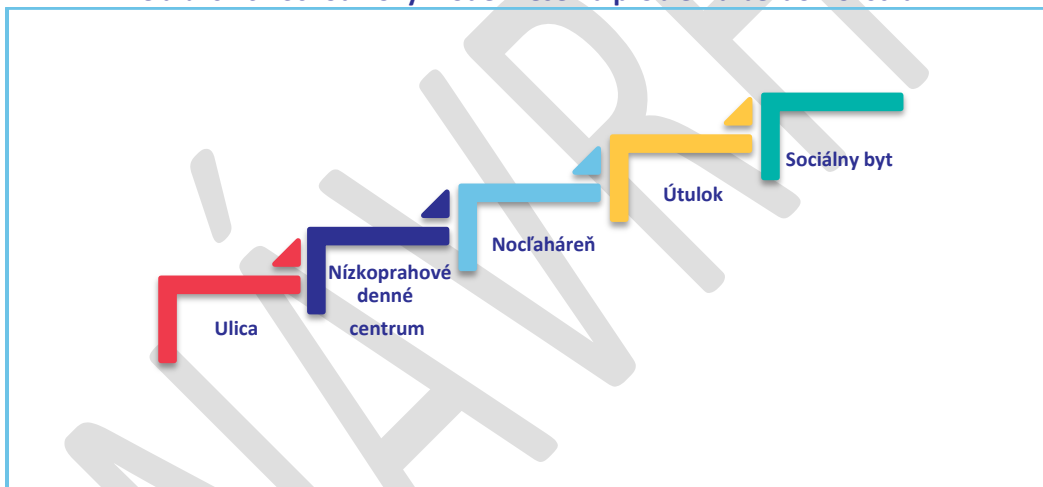 Ulica
Nízkoprahové
denné
centrum
Nocľaháreň
Útulok
Sociálny byt
NÁVRH